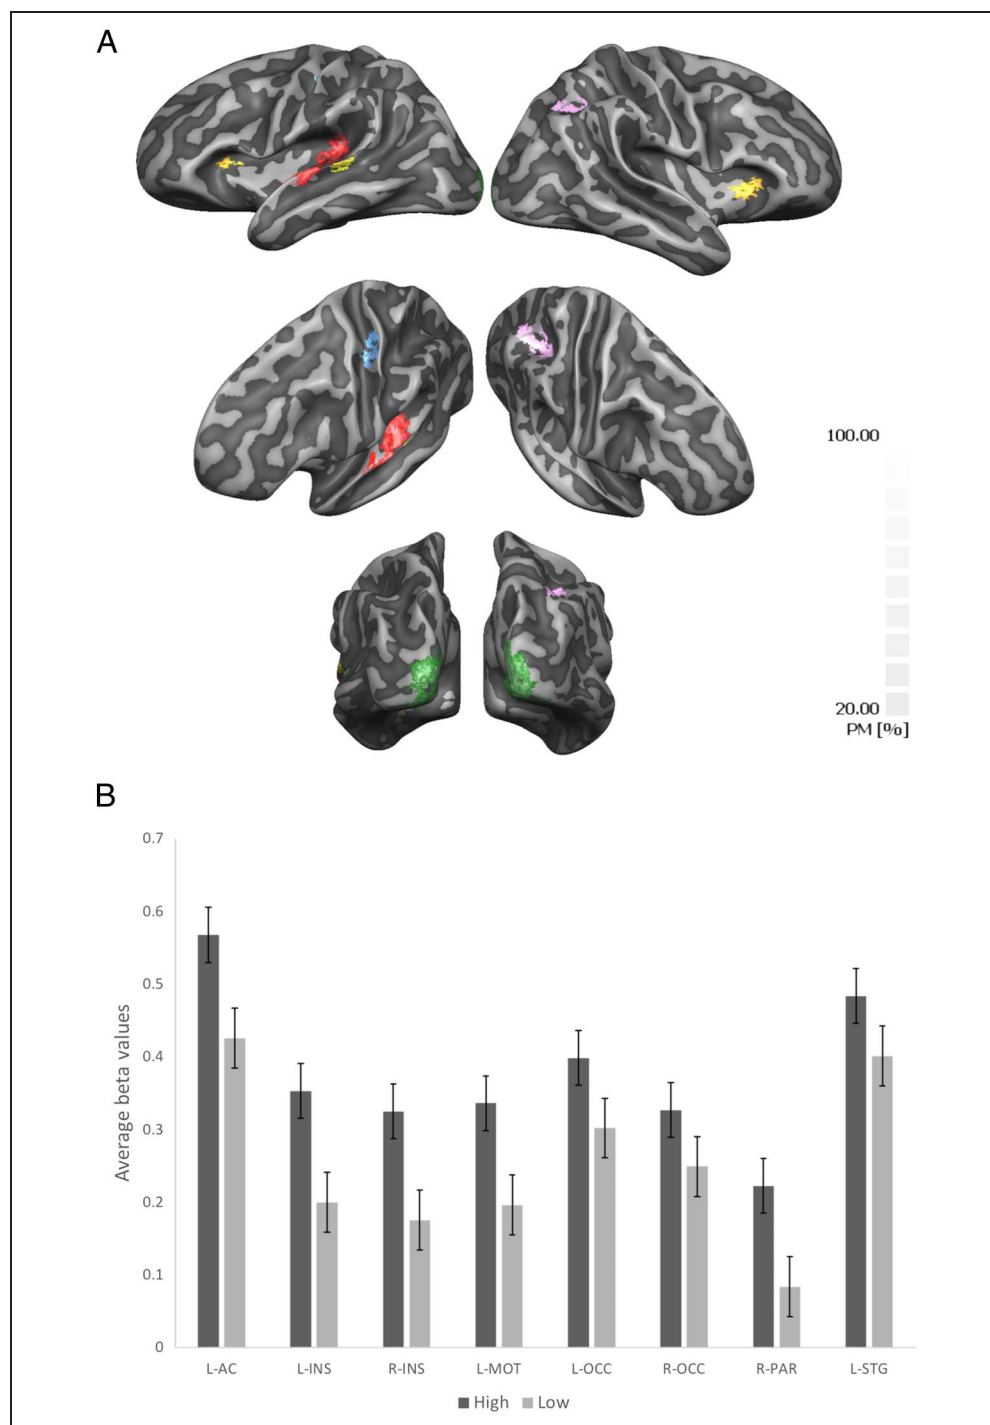 A
100.00
20.00
PM [%]
B
0.7
0.6
0.5
0.4
0.3
0.2
0.1
0
Average beta values
L-AC L-INS R-INS L-MOT L-OCC R-OCC R-PAR L-STG
High Low